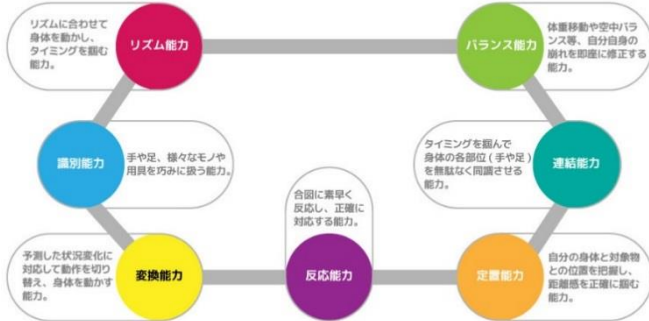 リズムに合わせて
身体を動かし、
タイミングを掴む
能力。
リズム能力
バランス能力
体重移動や空中バラ
ンス等、自分自身の
崩れを即座に修正する
能力。
識別能力
手や足、様々なモノや
用具を巧みに扱う能力。
タイミングを掴んで
身体の各部位(手や足)
を無駄なく同調させる
能力。
連結能力
合図に素早く
反応し、正確に
対応する能力。
予測した状況変化に
対応して動作を切り
替え、身体を動かす
能力。
変換能力
反応能力
定置能力
自分の身体と対象物
との位置を把握し、
距離感を正確に掴む
能力。